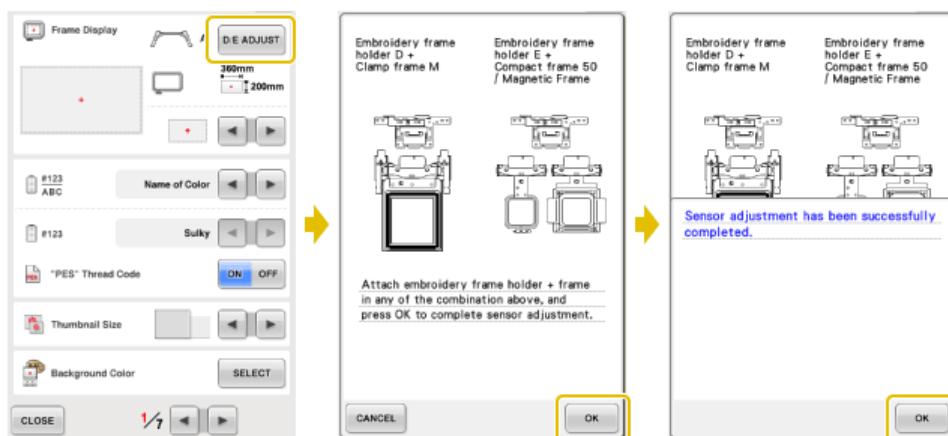 Frame Display
D/E ADJUST
360mm
200mm
#123
ABC
Name of Color
#123
Sulky
"PES" Thread Code
ON OFF
Thumbnail Size
Background Color
SELECT
CLOSE
1/7
Embroidery frame
holder D +
Clamp frame M
Embroidery frame
holder E +
Compact frame 50
/ Magnetic Frame
Attach embroidery frame holder + frame
in any of the combination above, and
press OK to complete sensor adjustment.
CANCEL
OK
Embroidery frame
holder D +
Clamp frame M
Embroidery frame
holder E +
Compact frame 50
/ Magnetic Frame
Sensor adjustment has been successfully
completed.
OK